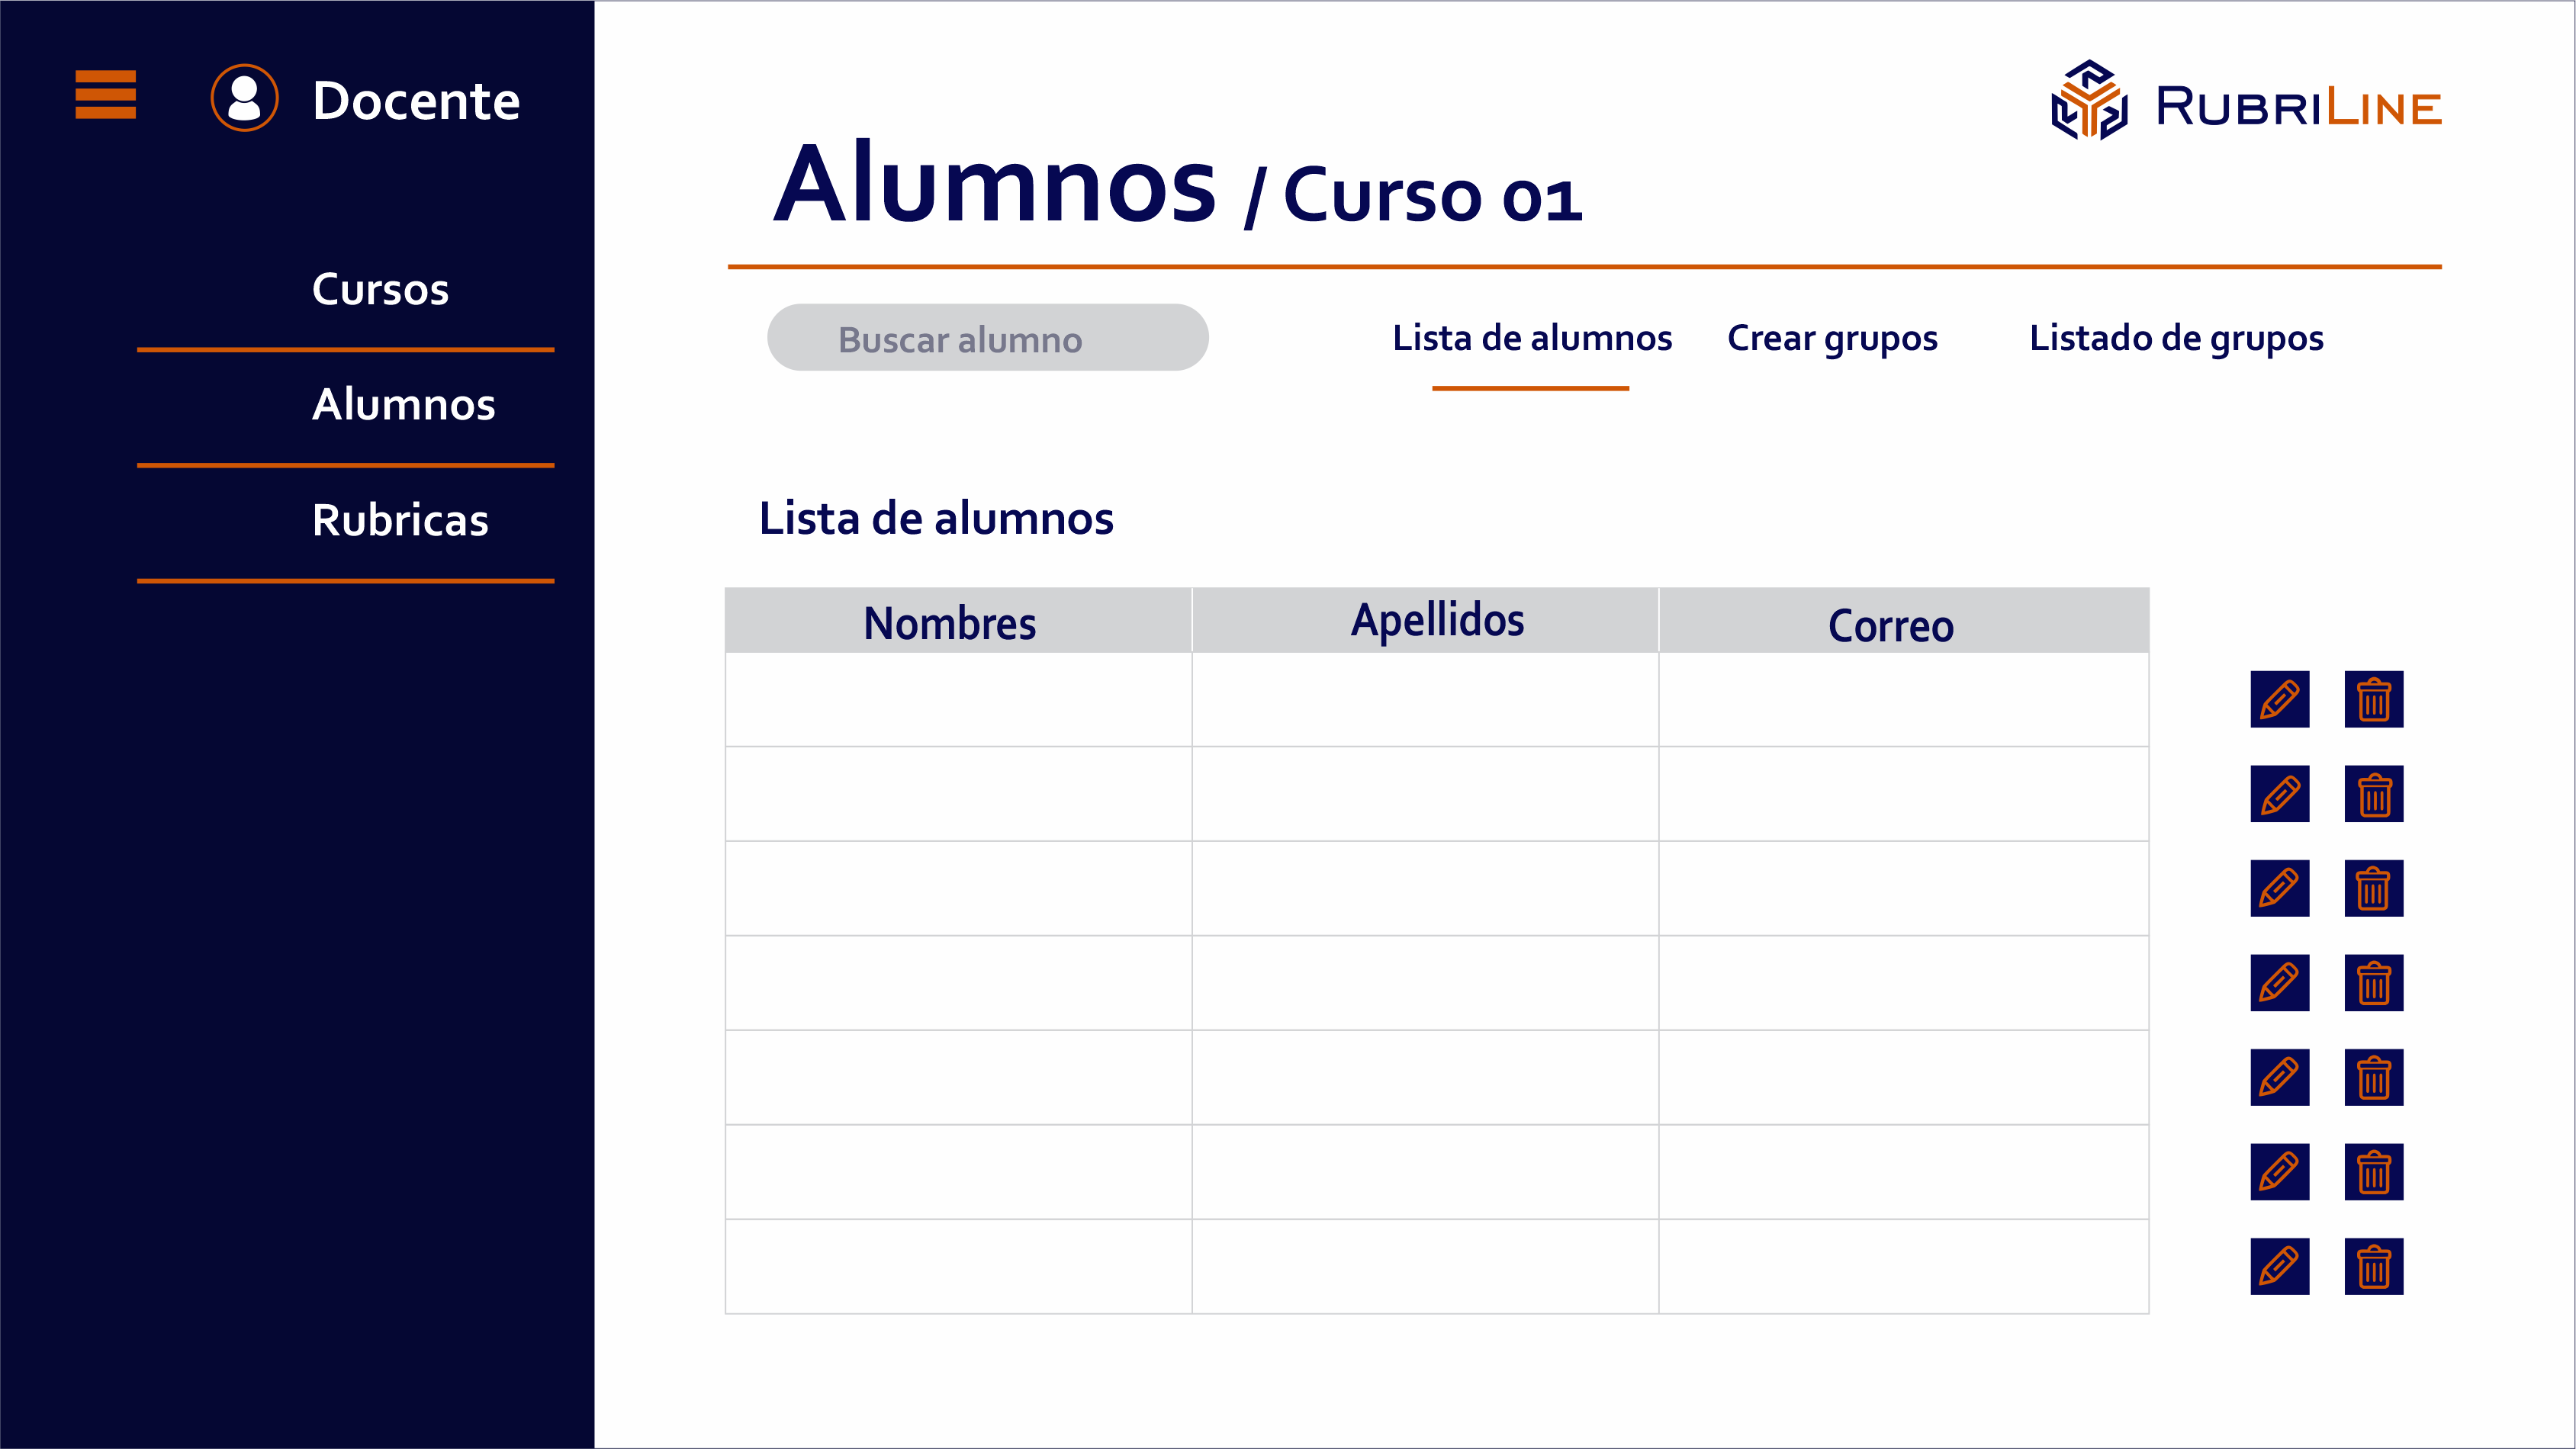 Docente
RUBRILINE
Alumnos / Curso 01
Cursos
Alumnos
Rubricas
Buscar alumno
Lista de alumnos
Crear grupos
Listado de grupos
Lista de alumnos
Nombres
Apellidos
Correo